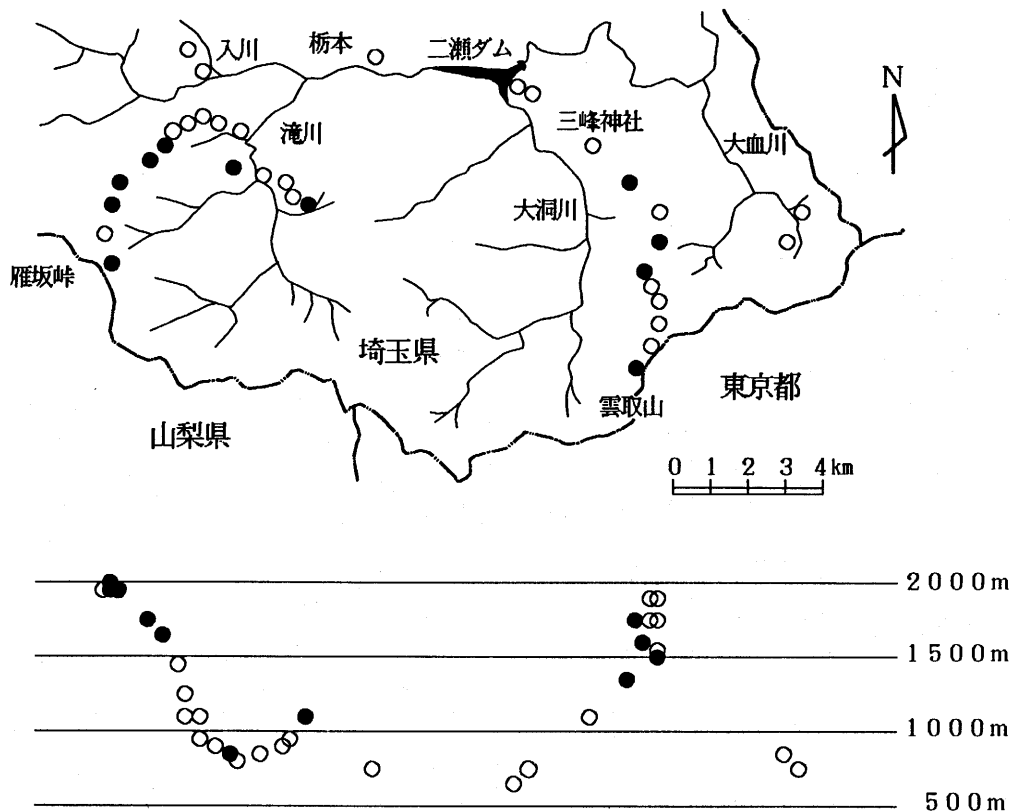 入川
栃本
二瀬ダム
N
滝川
三峰神社
大血川
大洞川
雁坂峠
埼玉県
東京都
雲取山
山梨県
0 1 2 3 4 km
2000m
1500m
1000m
500m